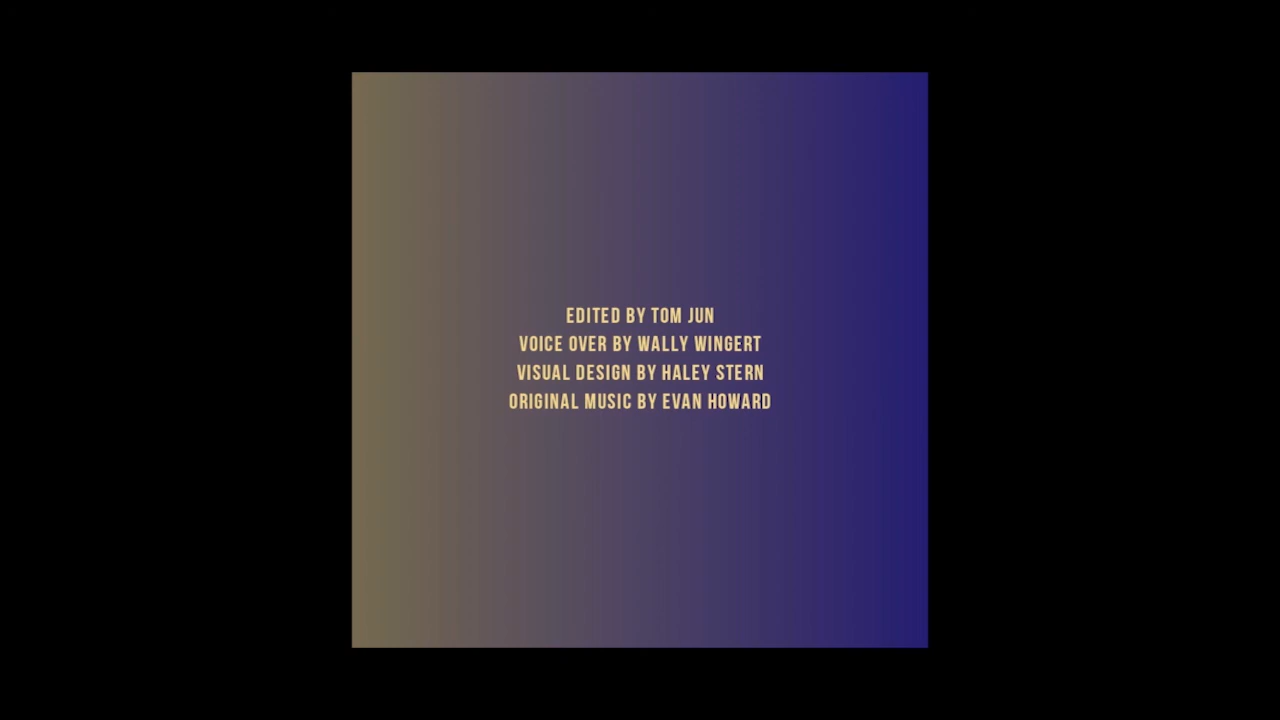 EDITED BY TOM JUN
VOICE OVER BY WALLY WINGERT
VISUAL DESIGN BY HALEY STERN
ORIGINAL MUSIC BY EVAN HOWARD